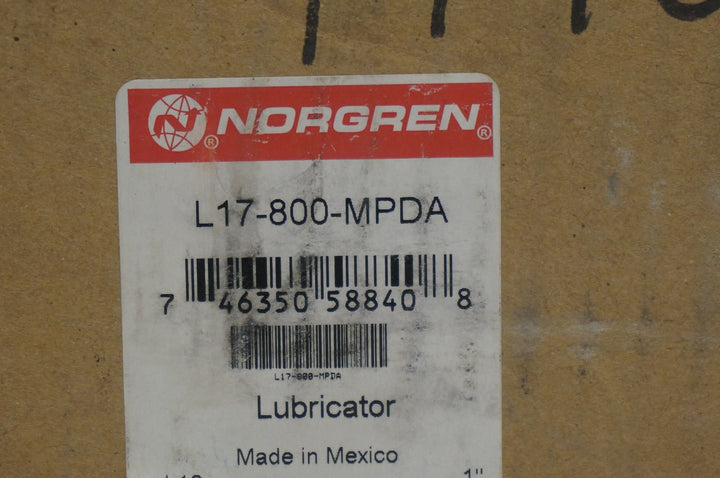 NORGREN
L17-800-MPDA
7 46350 58840 8
L17-800-MPDA
Lubricator
Made in Mexico
1"